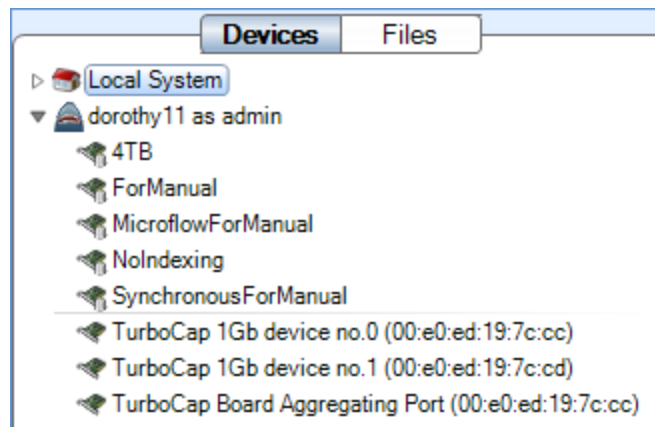 Devices Files
Local System
dorothy11 as admin
4TB
ForManual
MicroflowForManual
NoIndexing
SynchronousForManual
TurboCap 1Gb device no.0 (00:e0:ed:19:7c:cc)
TurboCap 1Gb device no.1 (00:e0:ed:19:7c:cd)
TurboCap Board Aggregating Port (00:e0:ed:19:7c:cc)